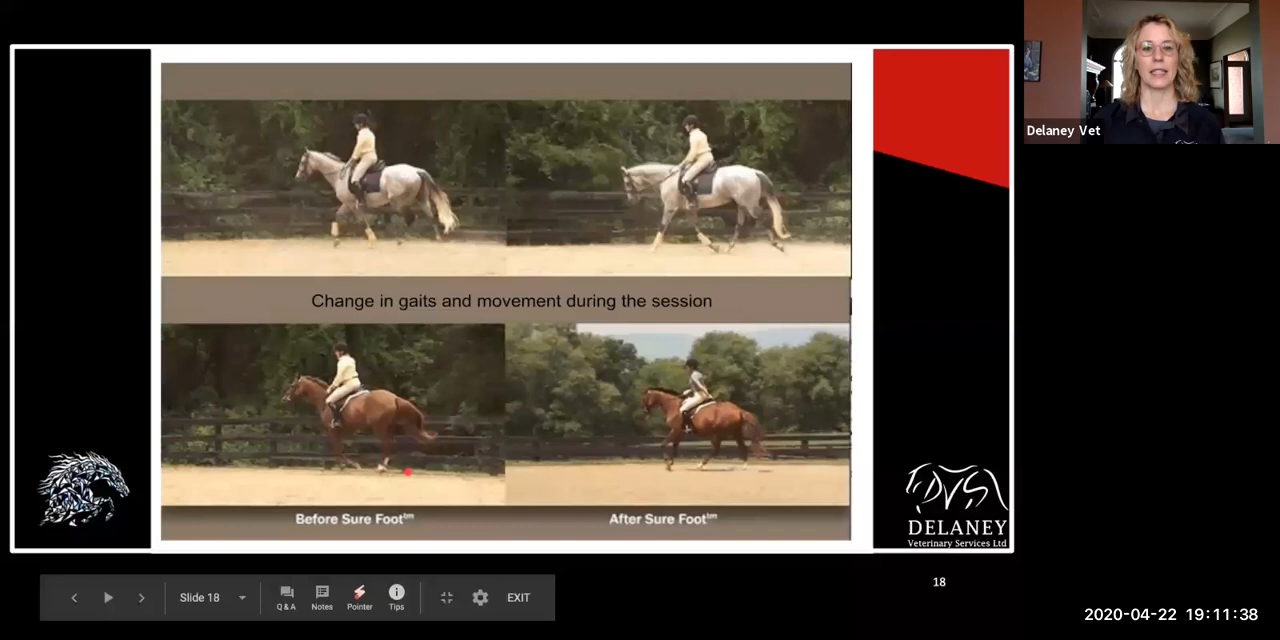 Delaney Vet
Change in gaits and movement during the session
Before Sure Foot™
After Sure Foot™
DVS
DELANEY
Veterinary Services Ltd
Slide 18
Q & A
Notes
Pointer
Tips
EXIT
18
2020-04-22 19:11:38